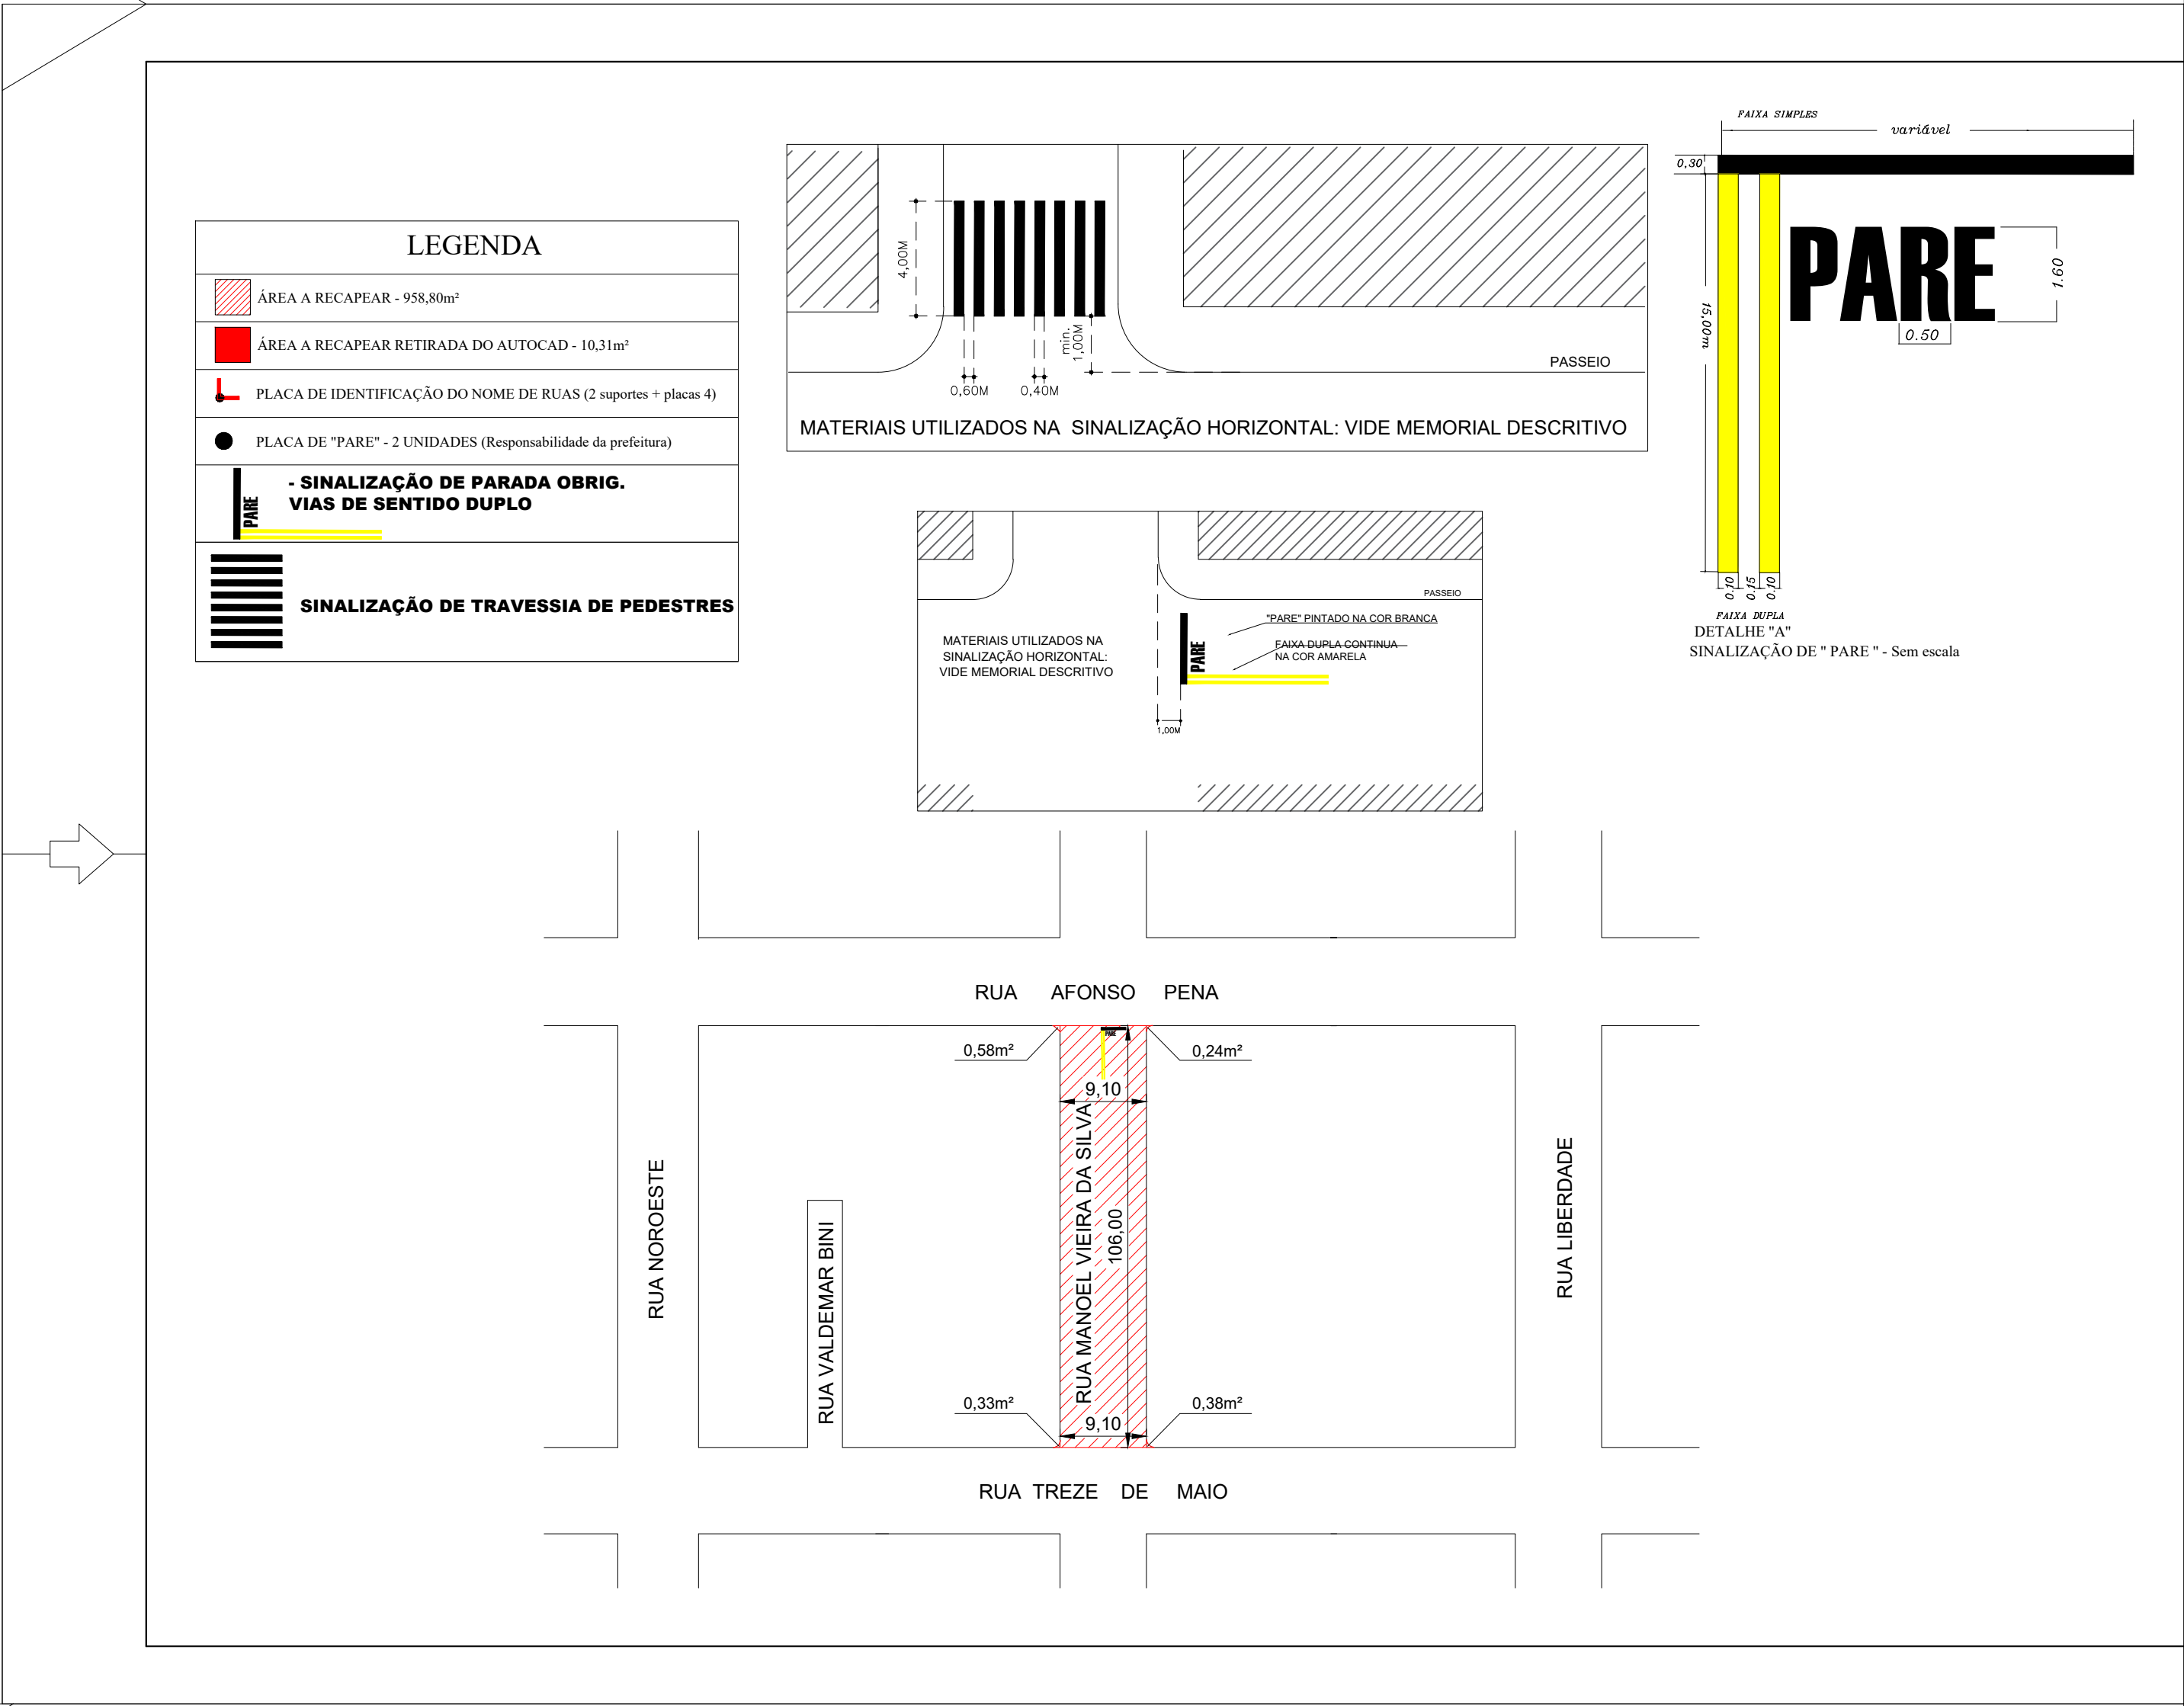 LEGENDA
ÁREA A RECAPEAR - 958,80m²
ÁREA A RECAPEAR RETIRADA DO AUTOCAD - 10,31m²
PLACA DE IDENTIFICAÇÃO DO NOME DE RUAS (2 suportes + placas 4)
PLACA DE "PARE" - 2 UNIDADES (Responsabilidade da prefeitura)
PARE
- SINALIZAÇÃO DE PARADA OBRIG.
VIAS DE SENTIDO DUPLO
SINALIZAÇÃO DE TRAVESSIA DE PEDESTRES
4,00M
0,60M
0,40M
min.
1,00M
PASSEIO
MATERIAIS UTILIZADOS NA SINALIZAÇÃO HORIZONTAL: VIDE MEMORIAL DESCRITIVO
FAIXA SIMPLES
variável
0,30
PARE
1.60
0.50
15,00m
0.10
0.15
0.10
FAIXA DUPLA
DETALHE "A"
SINALIZAÇÃO DE " PARE " - Sem escala
PASSEIO
MATERIAIS UTILIZADOS NA
SINALIZAÇÃO HORIZONTAL:
VIDE MEMORIAL DESCRITIVO
PARE
"PARE" PINTADO NA COR BRANCA
FAIXA DUPLA CONTINUA
NA COR AMARELA
1,00M
RUA AFONSO PENA
PARE
0,58m²
0,24m²
9,10
RUA NOROESTE
RUA VALDEMAR BINI
RUA MANOEL VIEIRA DA SILVA
106,00
RUA LIBERDADE
0,33m²
0,38m²
9,10
RUA TREZE DE MAIO